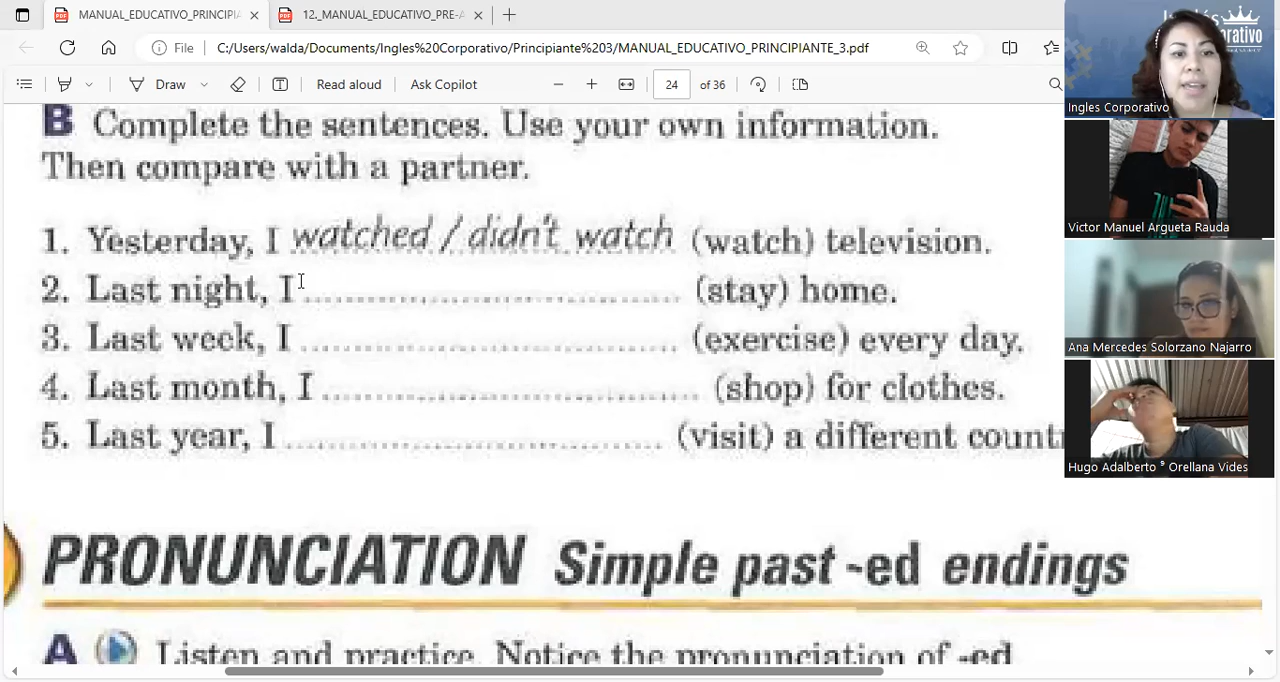 MANUAL_EDUCATIVO_PRINCIPIA
12._MANUAL_EDUCATIVO_PRE-A
File C:/Users/walda/Documents/Ingles%20Corporativo/Principiante%203/MANUAL_EDUCATIVO_PRINCIPIANTE_3.pdf
Draw Read aloud Ask Copilot 24 of 36
B Complete the sentences. Use your own information.
Then compare with a partner.
1. Yesterday, I watched / didn't watch (watch) television.
2. Last night, I (stay) home.
3. Last week, I (exercise) every day.
4. Last month, I (shop) for clothes.
5. Last year, I (visit) a different countr
PRONUNCIATION Simple past -ed endings
A Listen and practice. Notice the pronunciation of -ed
Ingles Corporativo
Victor Manuel Argueta Rauda
Ana Mercedes Solorzano Najarro
Hugo Adalberto ° Orellana Vides